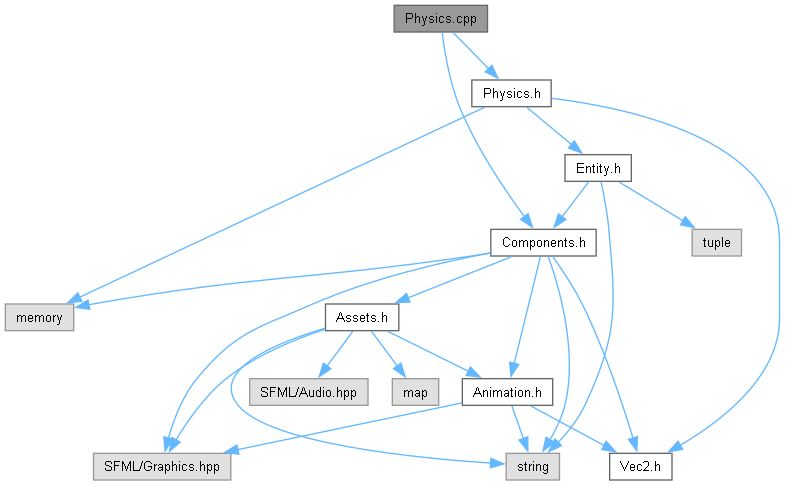 Physics.cpp
Physics.h
Entity.h
Components.h
tuple
memory
Assets.h
SFML/Audio.hpp
map
Animation.h
SFML/Graphics.hpp
string
Vec2.h